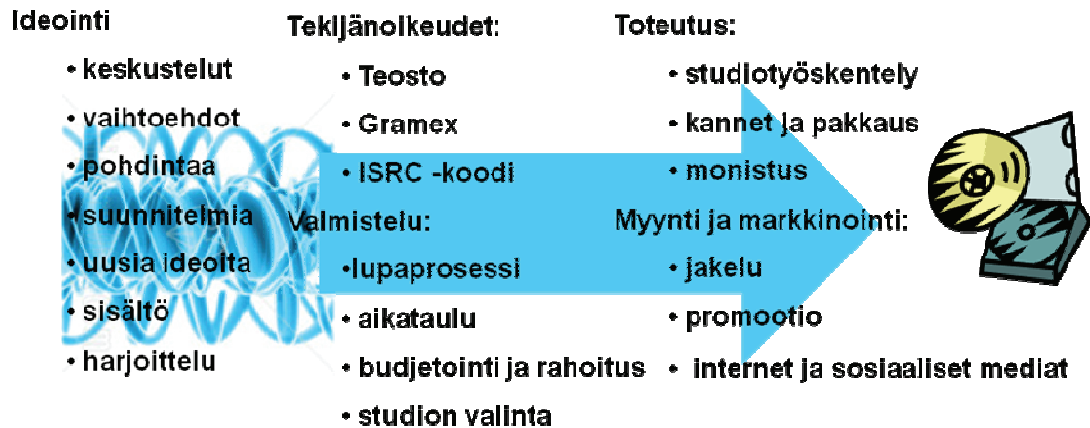 Ideointi
• keskustelut
• vaihtoehdot
• pohdintaa
• suunnitelmia
• uusia ideoita
• sisältö
• harjoittelu
Tekijänoikeudet:
• Teosto
• Gramex
• ISRC -koodi
Valmistelu:
•lupaprosessi
• aikataulu
• budjetointi ja rahoitus
• studion valinta
Toteutus:
• studiotyöskentely
• kannet ja pakkaus
• monistus
Myynti ja markkinointi:
• jakelu
• promootio
• internet ja sosiaaliset mediat